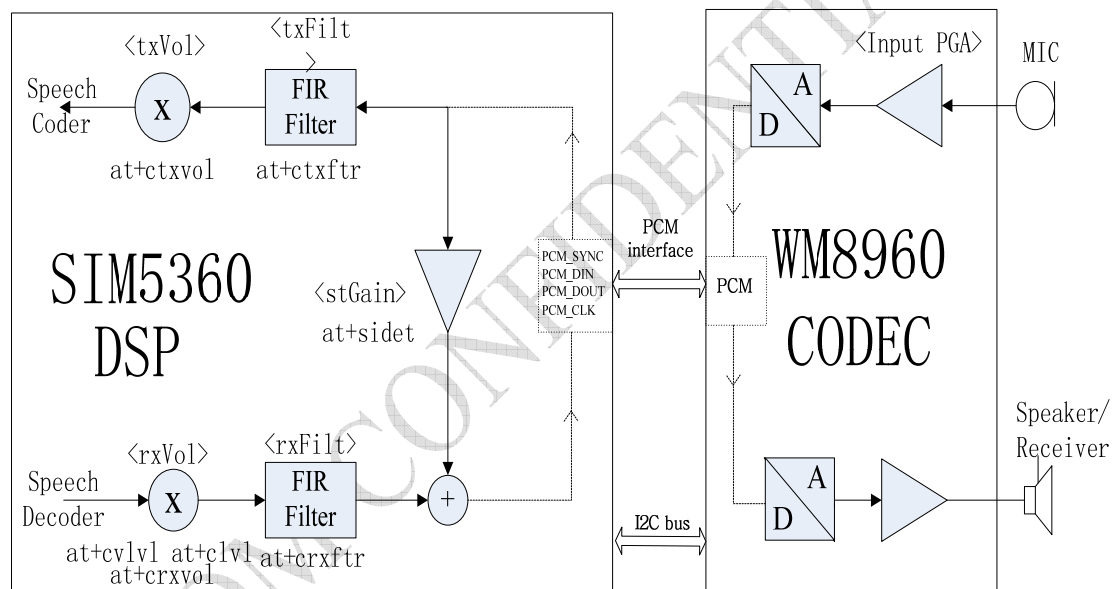 <txVol>
<txFilt
>
FIR
Filter
Speech
Coder
X
at+ctxvol
at+ctxftr
SIM5360
DSP
<stGain>
at+sidet
PCM_SYNC
PCM_DIN
PCM_DOUT
PCM_CLK
<rxVol>
<rxFilt>
Speech
Decoder
X
FIR
Filter
+
at+cvlvl at+clvl
at+crxvol
at+crxftr
PCM
interface
I2C bus
<Input PGA>
MIC
A
D
PCM
WM8960
CODEC
Speaker/
Receiver
A
D
CONFIDENTIAL